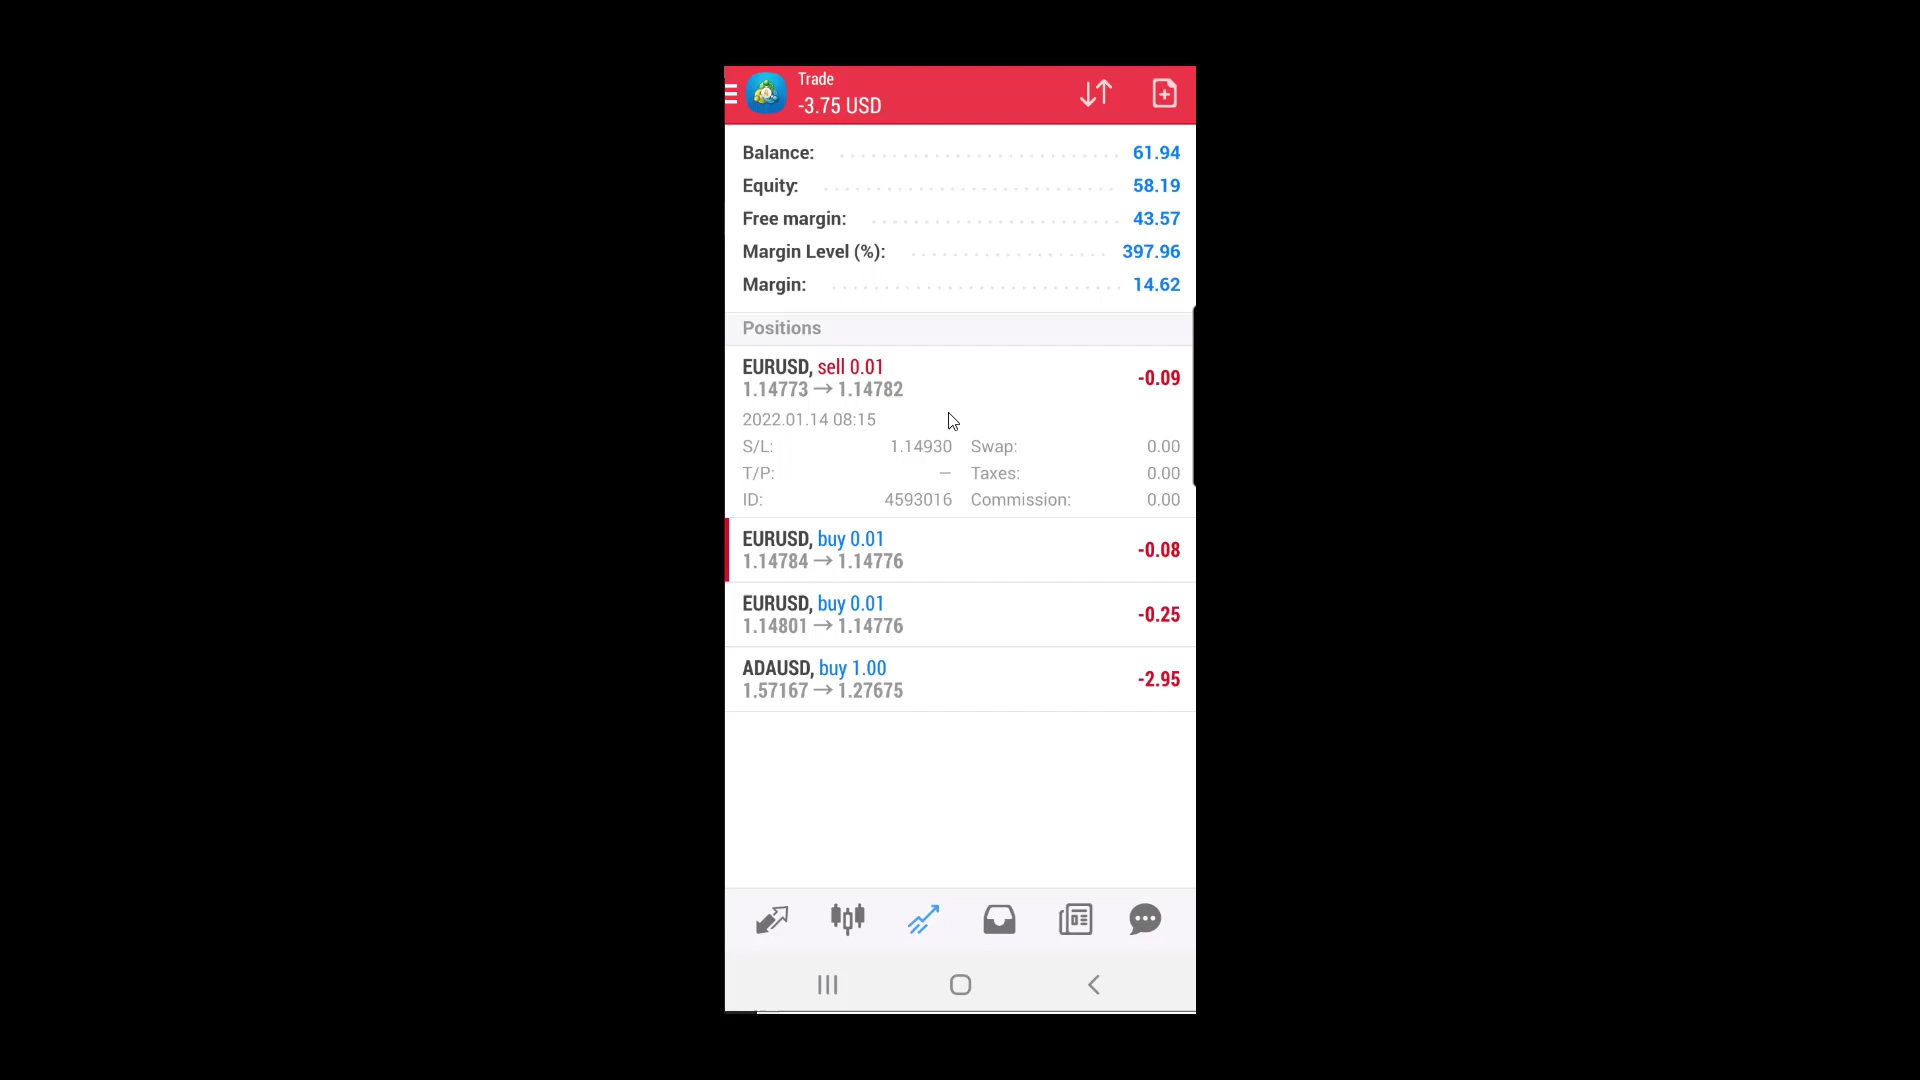 Trade
-3.75 USD
Balance: 61.94
Equity: 58.19
Free margin: 43.57
Margin Level (%): 397.96
Margin: 14.62
Positions
EURUSD, sell 0.01
1.14773 → 1.14782 -0.09
2022.01.14 08:15
S/L: 1.14930 Swap: 0.00
T/P: — Taxes: 0.00
ID: 4593016 Commission: 0.00
EURUSD, buy 0.01
1.14784 → 1.14776 -0.08
EURUSD, buy 0.01
1.14801 → 1.14776 -0.25
ADAUSD, buy 1.00
1.57167 → 1.27675 -2.95